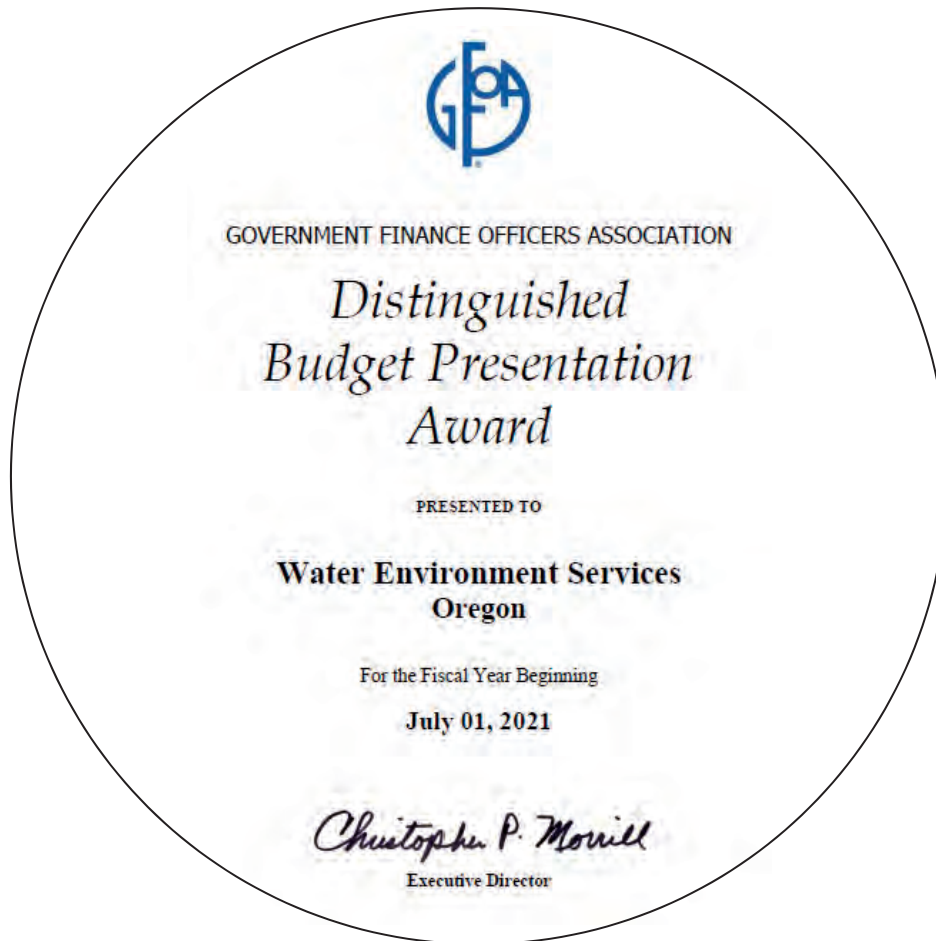 GFOA
GOVERNMENT FINANCE OFFICERS ASSOCIATION
Distinguished
Budget Presentation
Award
PRESENTED TO
Water Environment Services
Oregon
For the Fiscal Year Beginning
July 01, 2021
Christopher P. Morrill
Executive Director